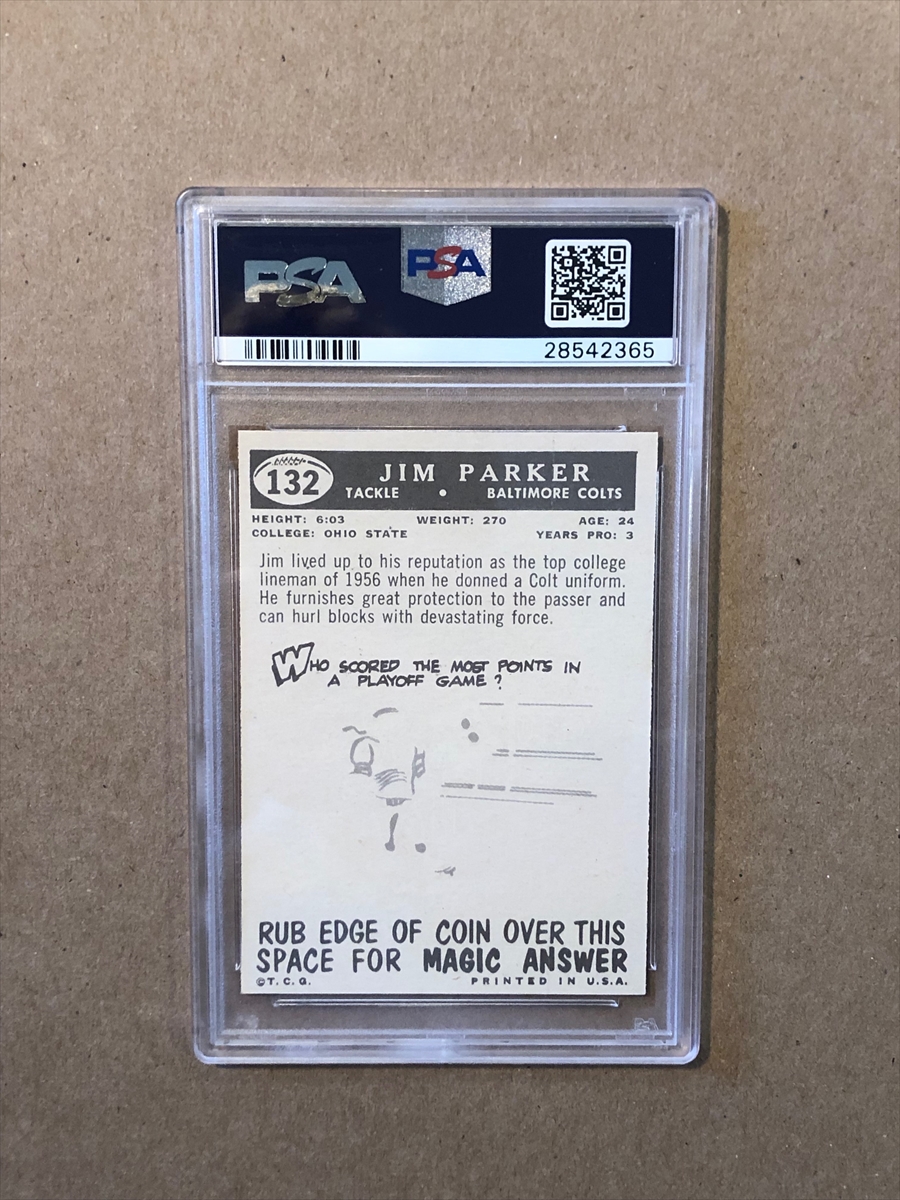 PSA PSA
28542365
132 JIM PARKER
TACKLE • BALTIMORE COLTS
HEIGHT: 6:03 WEIGHT: 270 AGE: 24
COLLEGE: OHIO STATE YEARS PRO: 3
Jim lived up to his reputation as the top college
lineman of 1956 when he donned a Colt uniform.
He furnishes great protection to the passer and
can hurl blocks with devastating force.
WHO SCORED THE MOST POINTS IN
A PLAYOFF GAME?
RUB EDGE OF COIN OVER THIS
SPACE FOR MAGIC ANSWER
©T.C.G. PRINTED IN U.S.A.
PSA